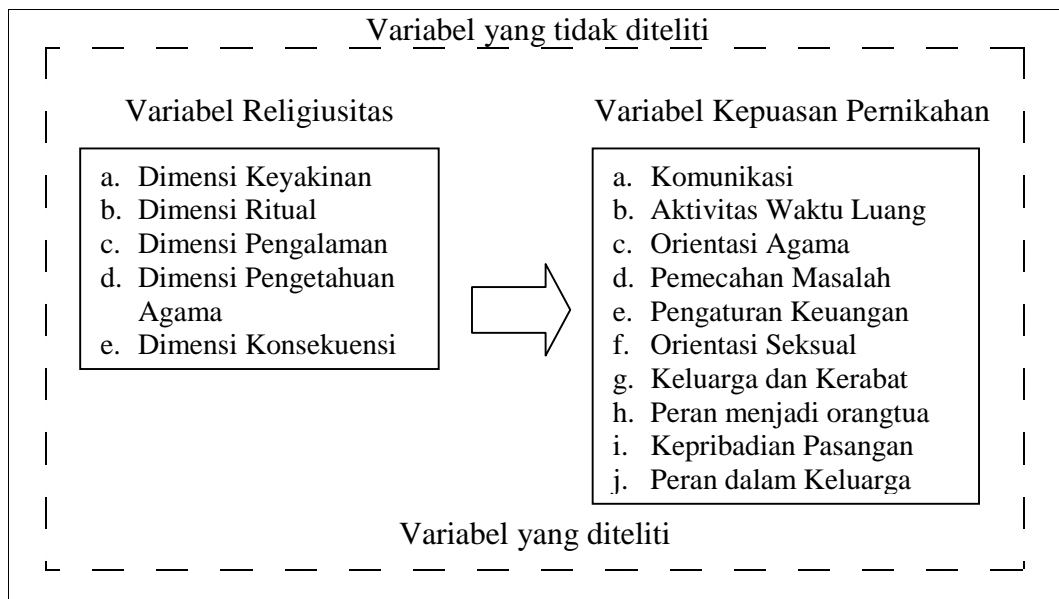 Variabel yang tidak diteliti
Variabel Religiusitas
a. Dimensi Keyakinan
b. Dimensi Ritual
c. Dimensi Pengalaman
d. Dimensi Pengetahuan
Agama
e. Dimensi Konsekuensi
Variabel Kepuasan Pernikahan
a. Komunikasi
b. Aktivitas Waktu Luang
c. Orientasi Agama
d. Pemecahan Masalah
e. Pengaturan Keuangan
f. Orientasi Seksual
g. Keluarga dan Kerabat
h. Peran menjadi orangtua
i. Kepribadian Pasangan
j. Peran dalam Keluarga
Variabel yang diteliti